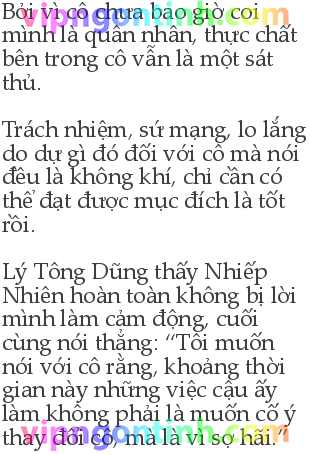 Bởi vì cô chưa bao giờ coi
vipngontinh.com
mình là quân nhân, thực chất
bên trong cô vẫn là một sát
thủ.
Trách nhiệm, sứ mạng, lo lắng
do dự gì đó đối với cô mà nói
đều là không khí, chỉ cần có
thể đạt được mục đích là tốt
rồi.
Lý Tông Dũng thấy Nhiếp
Nhiên hoàn toàn không bị lời
mình làm cảm động, cuối
cùng nói thẳng: “Tôi muốn
nói với cô rằng, khoảng thời
gian này những việc cậu ấy
làm không phải là muốn cố ý
vipngontinh.com
thay đổi cô, mà là vì sợ hãi.”